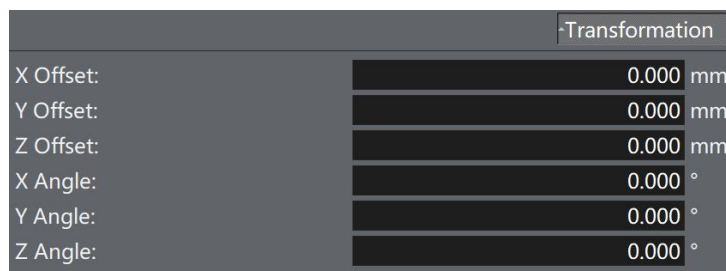 Transformation
X Offset: 0.000 mm
Y Offset: 0.000 mm
Z Offset: 0.000 mm
X Angle: 0.000 °
Y Angle: 0.000 °
Z Angle: 0.000 °